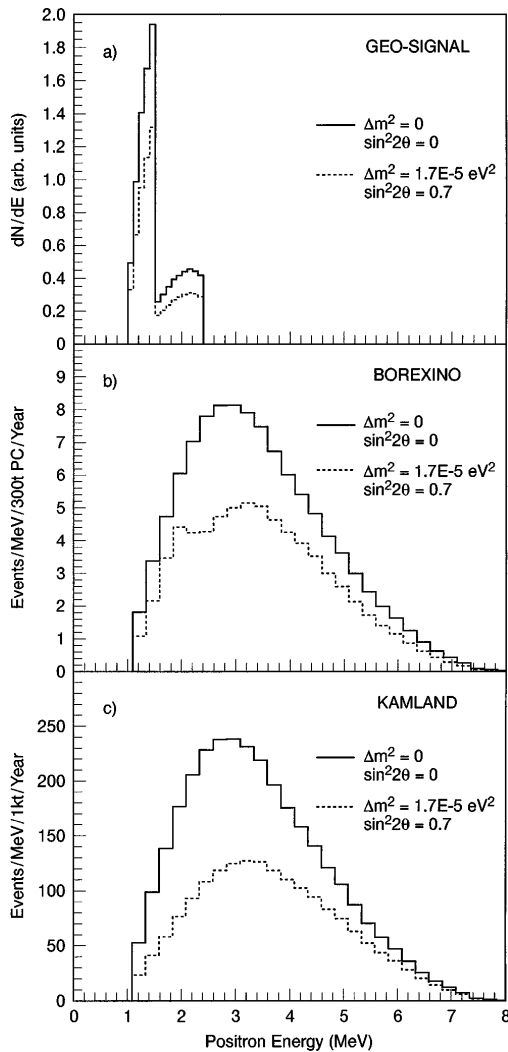 a)
GEO-SIGNAL
Δm² = 0
sin²2θ = 0
Δm² = 1.7E-5 eV²
sin²2θ = 0.7
dN/dE (arb. units)
2.0
1.8
1.6
1.4
1.2
1.0
0.8
0.6
0.4
0.2
0
b)
BOREXINO
Δm² = 0
sin²2θ = 0
Δm² = 1.7E-5 eV²
sin²2θ = 0.7
Events/MeV/300t PC/Year
9
8
7
6
5
4
3
2
1
0
c)
KAMLAND
Δm² = 0
sin²2θ = 0
Δm² = 1.7E-5 eV²
sin²2θ = 0.7
Events/MeV/1kt/Year
250
200
150
100
50
0
0 1 2 3 4 5 6 7 8
Positron Energy (MeV)